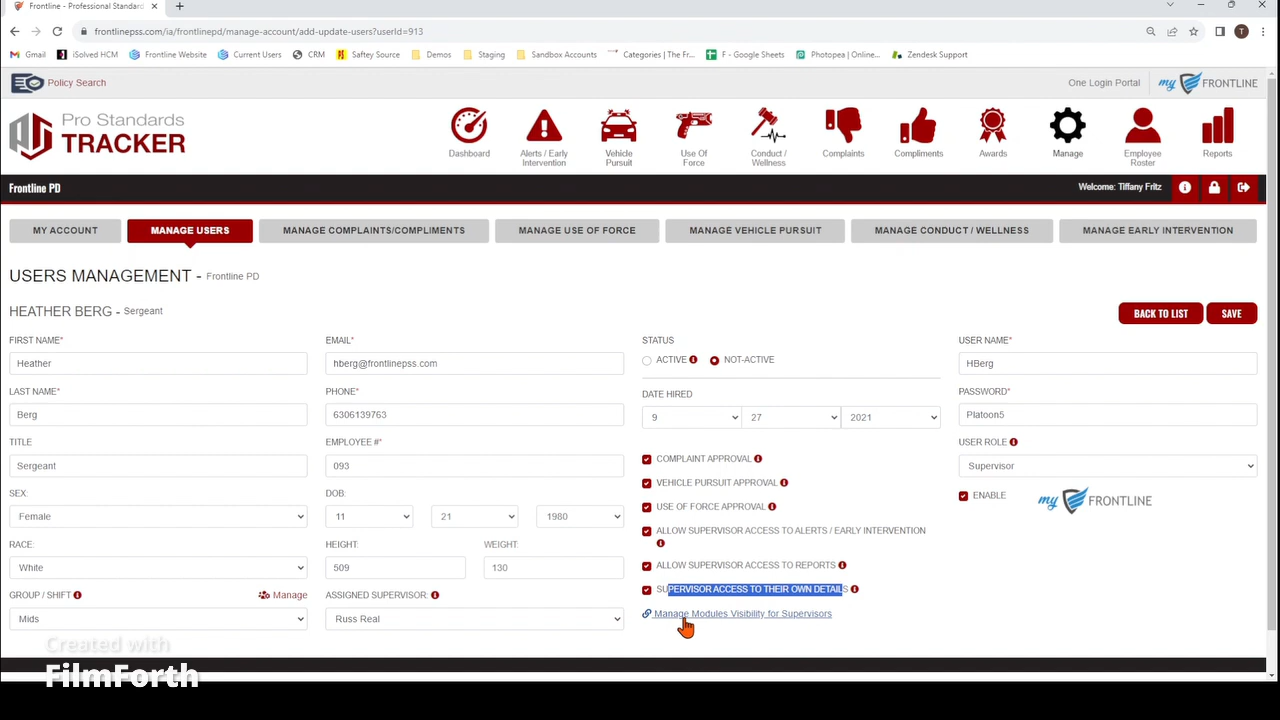 Frontline - Professional Standard
frontlinepss.com/ia/frontlinepd/manage-account/add-update-users?userId=913
T
Gmail
iSolved HCM
Frontline Website
Current Users
CRM
Saftey Source
Demos
Staging
Sandbox Accounts
Categories | The Fr...
F - Google Sheets
Photopea | Online...
Zendesk Support
Policy Search
One Login Portal
my FRONTLINE
Pro Standards
TRACKER
Dashboard
Alerts / Early
Intervention
Vehicle
Pursuit
Use Of
Force
Conduct /
Wellness
Complaints
Compliments
Awards
Manage
Employee
Roster
Reports
Frontline PD
Welcome: Tiffany Fritz
MY ACCOUNT
MANAGE USERS
MANAGE COMPLAINTS/COMPLIMENTS
MANAGE USE OF FORCE
MANAGE VEHICLE PURSUIT
MANAGE CONDUCT / WELLNESS
MANAGE EARLY INTERVENTION
USERS MANAGEMENT - Frontline PD
HEATHER BERG - Sergeant
BACK TO LIST
SAVE
FIRST NAME*
Heather
LAST NAME*
Berg
TITLE
Sergeant
SEX:
Female
RACE:
White
GROUP / SHIFT
Manage
Mids
EMAIL*
hberg@frontlinepss.com
PHONE*
6306139763
EMPLOYEE #*
093
DOB:
11
21
1980
HEIGHT:
509
WEIGHT:
130
ASSIGNED SUPERVISOR:
Russ Real
STATUS
ACTIVE
NOT-ACTIVE
DATE HIRED
9
27
2021
COMPLAINT APPROVAL
VEHICLE PURSUIT APPROVAL
USE OF FORCE APPROVAL
ALLOW SUPERVISOR ACCESS TO ALERTS / EARLY INTERVENTION
ALLOW SUPERVISOR ACCESS TO REPORTS
SUPERVISOR ACCESS TO THEIR OWN DETAILS
Manage Modules Visibility for Supervisors
USER NAME*
HBerg
PASSWORD*
Platoon5
USER ROLE
Supervisor
ENABLE
my FRONTLINE
Created with
FilmForth